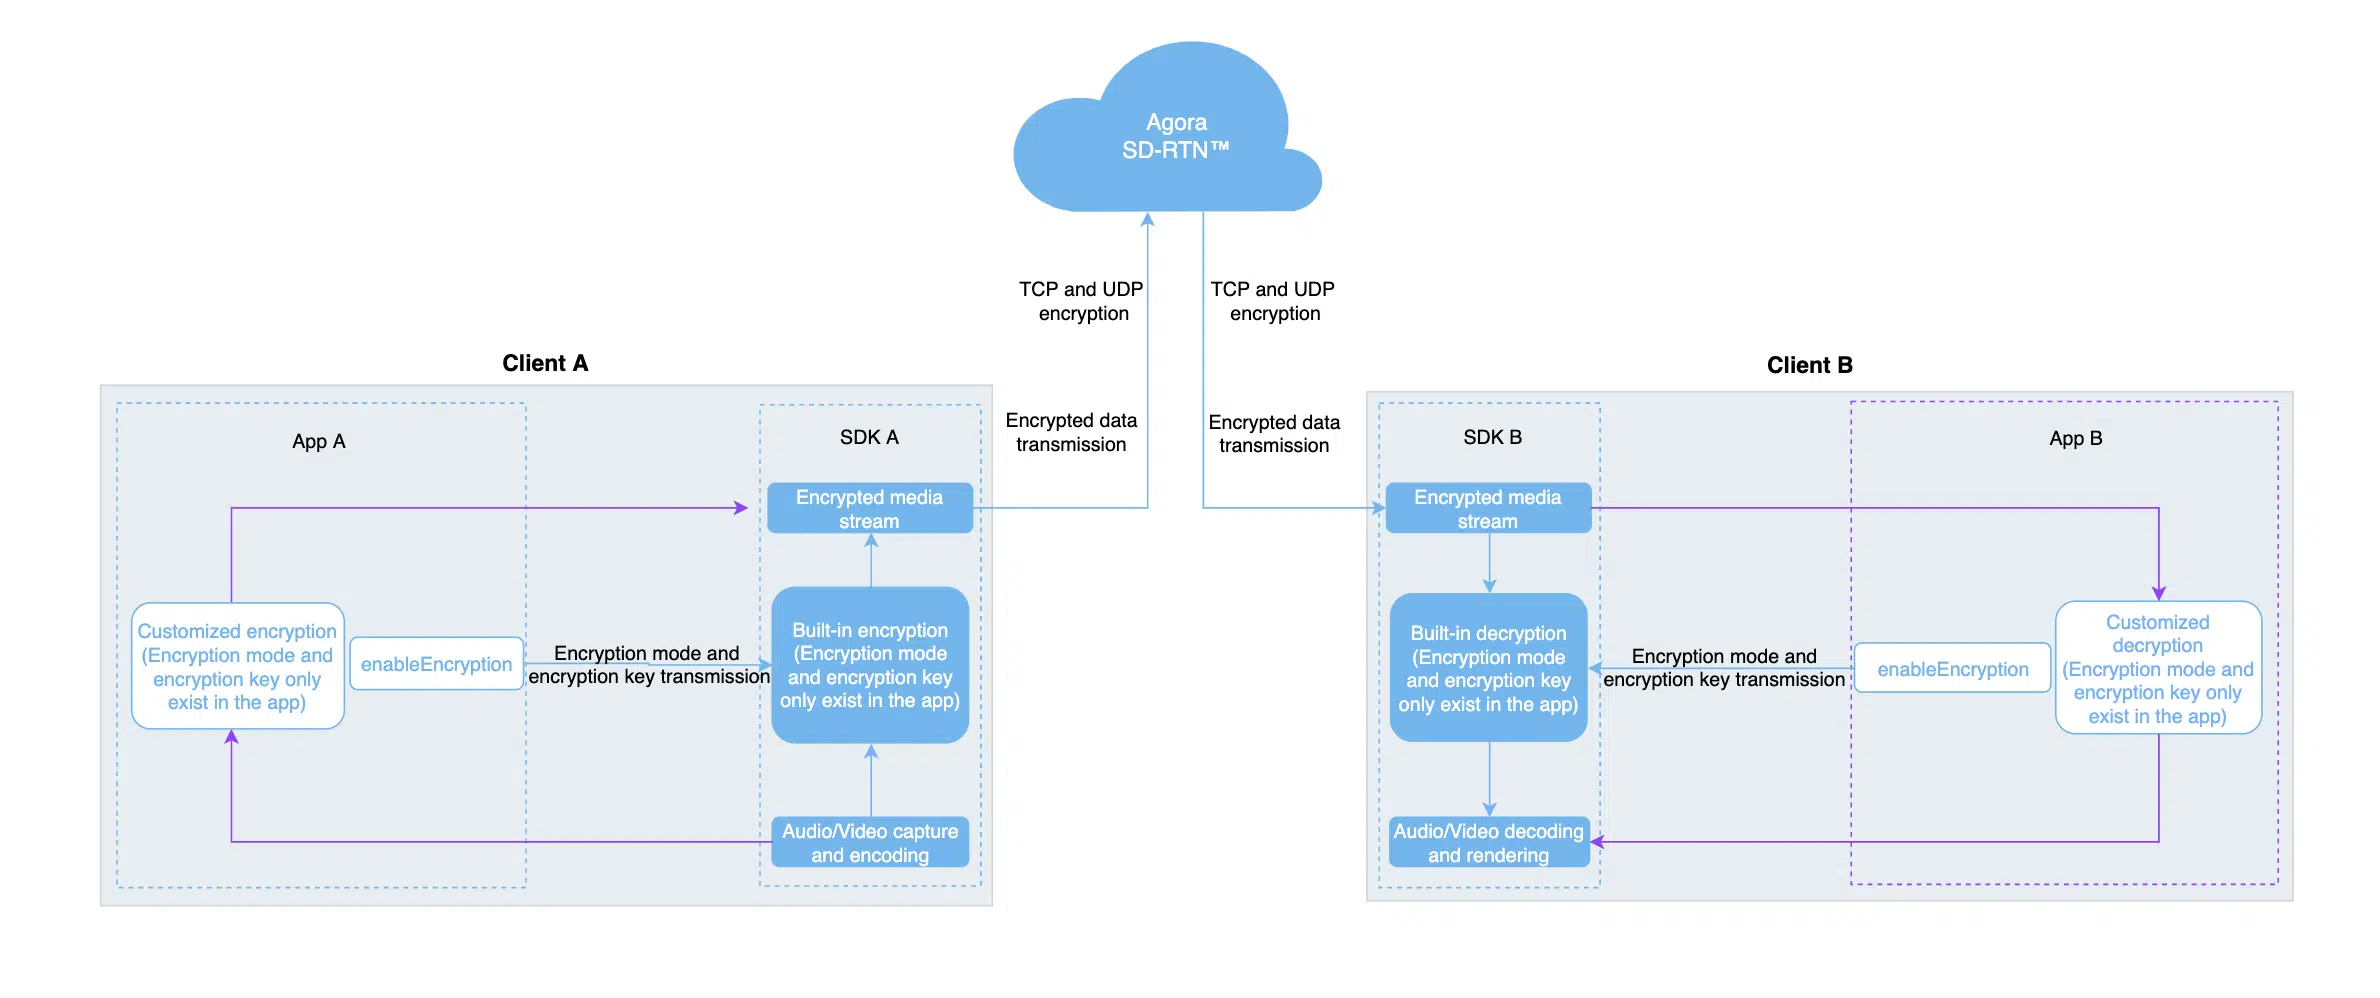 Agora
SD-RTN™
TCP and UDP
encryption
TCP and UDP
encryption
Encrypted data
transmission
Encrypted data
transmission
Client A
App A
SDK A
Encrypted media
stream
Customized encryption
(Encryption mode and
encryption key only
exist in the app)
enableEncryption
Encryption mode and
encryption key transmission
Built-in encryption
(Encryption mode
and encryption key
only exist in the app)
Audio/Video capture
and encoding
Client B
SDK B
App B
Encrypted media
stream
Built-in decryption
(Encryption mode
and encryption key
only exist in the app)
Encryption mode and
encryption key transmission
enableEncryption
Customized
decryption
(Encryption mode and
encryption key only
exist in the app)
Audio/Video decoding
and rendering